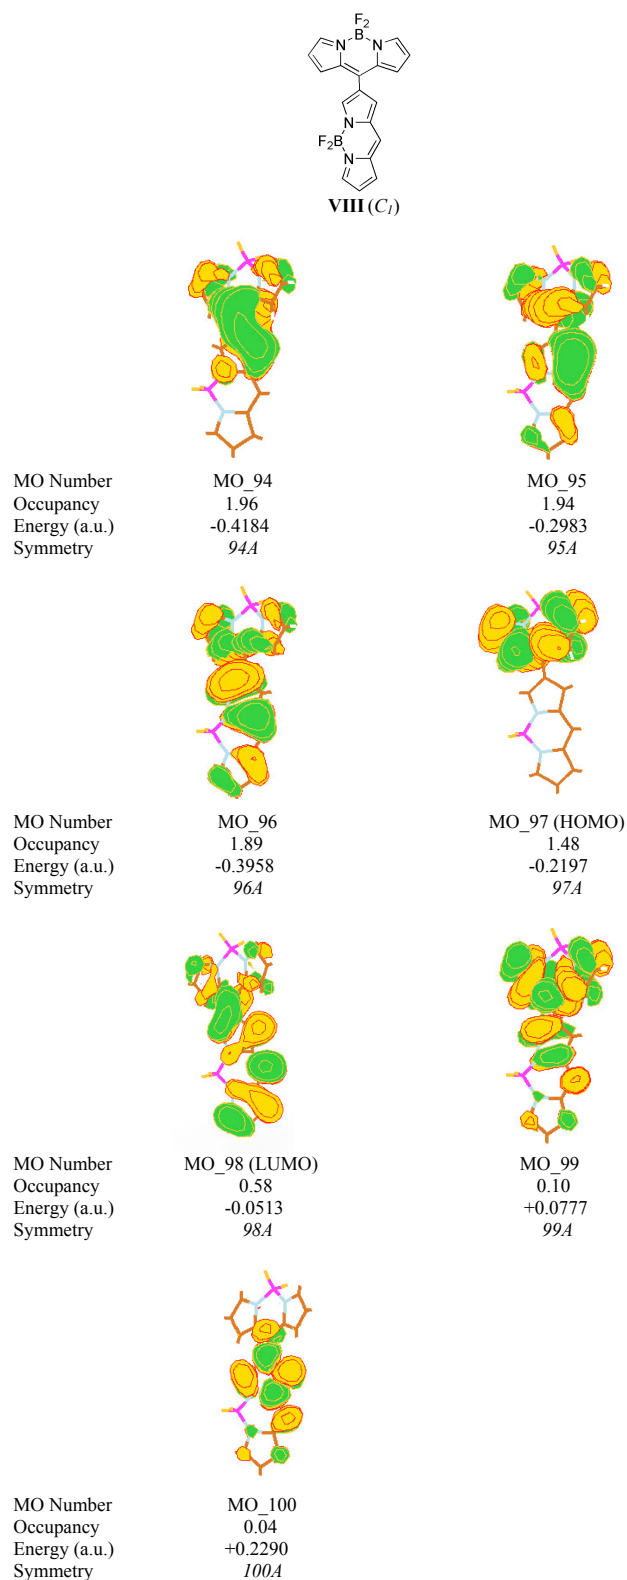 F2
B
N N
N
F2B
N
VIII (C1)
MO Number MO_94 MO_95
Occupancy 1.96 1.94
Energy (a.u.) -0.4184 -0.2983
Symmetry 94A 95A
MO Number MO_96 MO_97 (HOMO)
Occupancy 1.89 1.48
Energy (a.u.) -0.3958 -0.2197
Symmetry 96A 97A
MO Number MO_98 (LUMO) MO_99
Occupancy 0.58 0.10
Energy (a.u.) -0.0513 +0.0777
Symmetry 98A 99A
MO Number MO_100
Occupancy 0.04
Energy (a.u.) +0.2290
Symmetry 100A